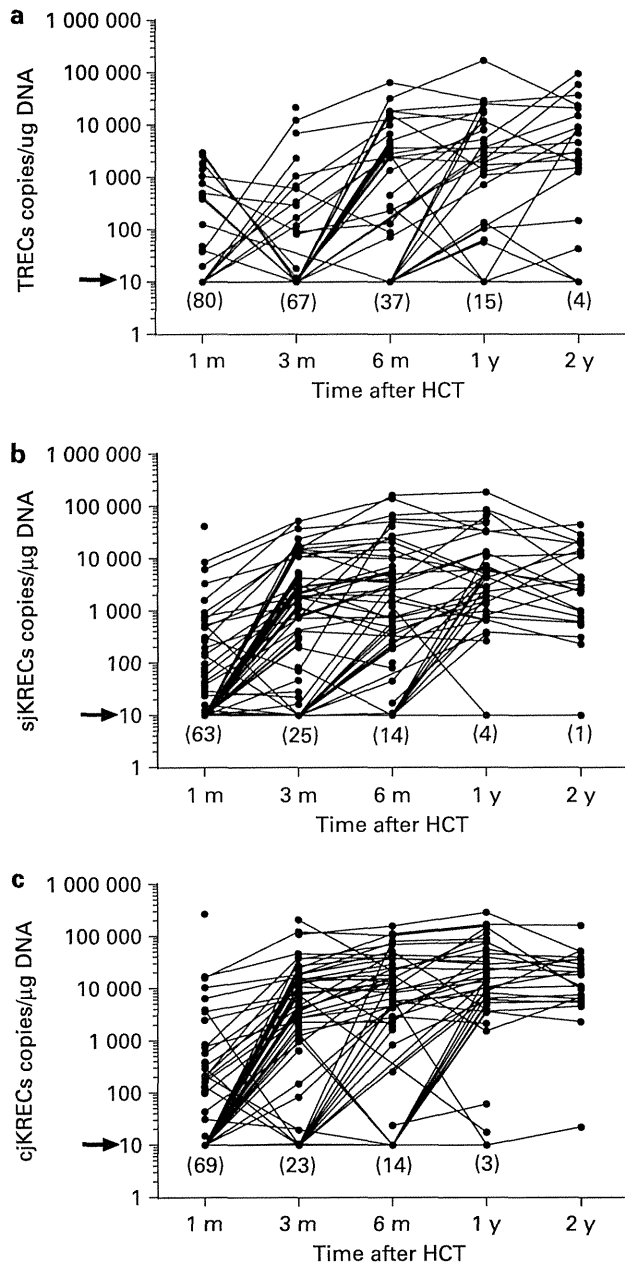 a
TRECs copies/ug DNA
1 000 000
100 000
10 000
1 000
100
10
1
(80) (67) (37) (15) (4)
1 m 3 m 6 m 1 y 2 y
Time after HCT
b
sjKRECs copies/µg DNA
1 000 000
100 000
10 000
1 000
100
10
1
(63) (25) (14) (4) (1)
1 m 3 m 6 m 1 y 2 y
Time after HCT
c
cjKRECs copies/µg DNA
1 000 000
100 000
10 000
1 000
100
10
1
(69) (23) (14) (3)
1 m 3 m 6 m 1 y 2 y
Time after HCT